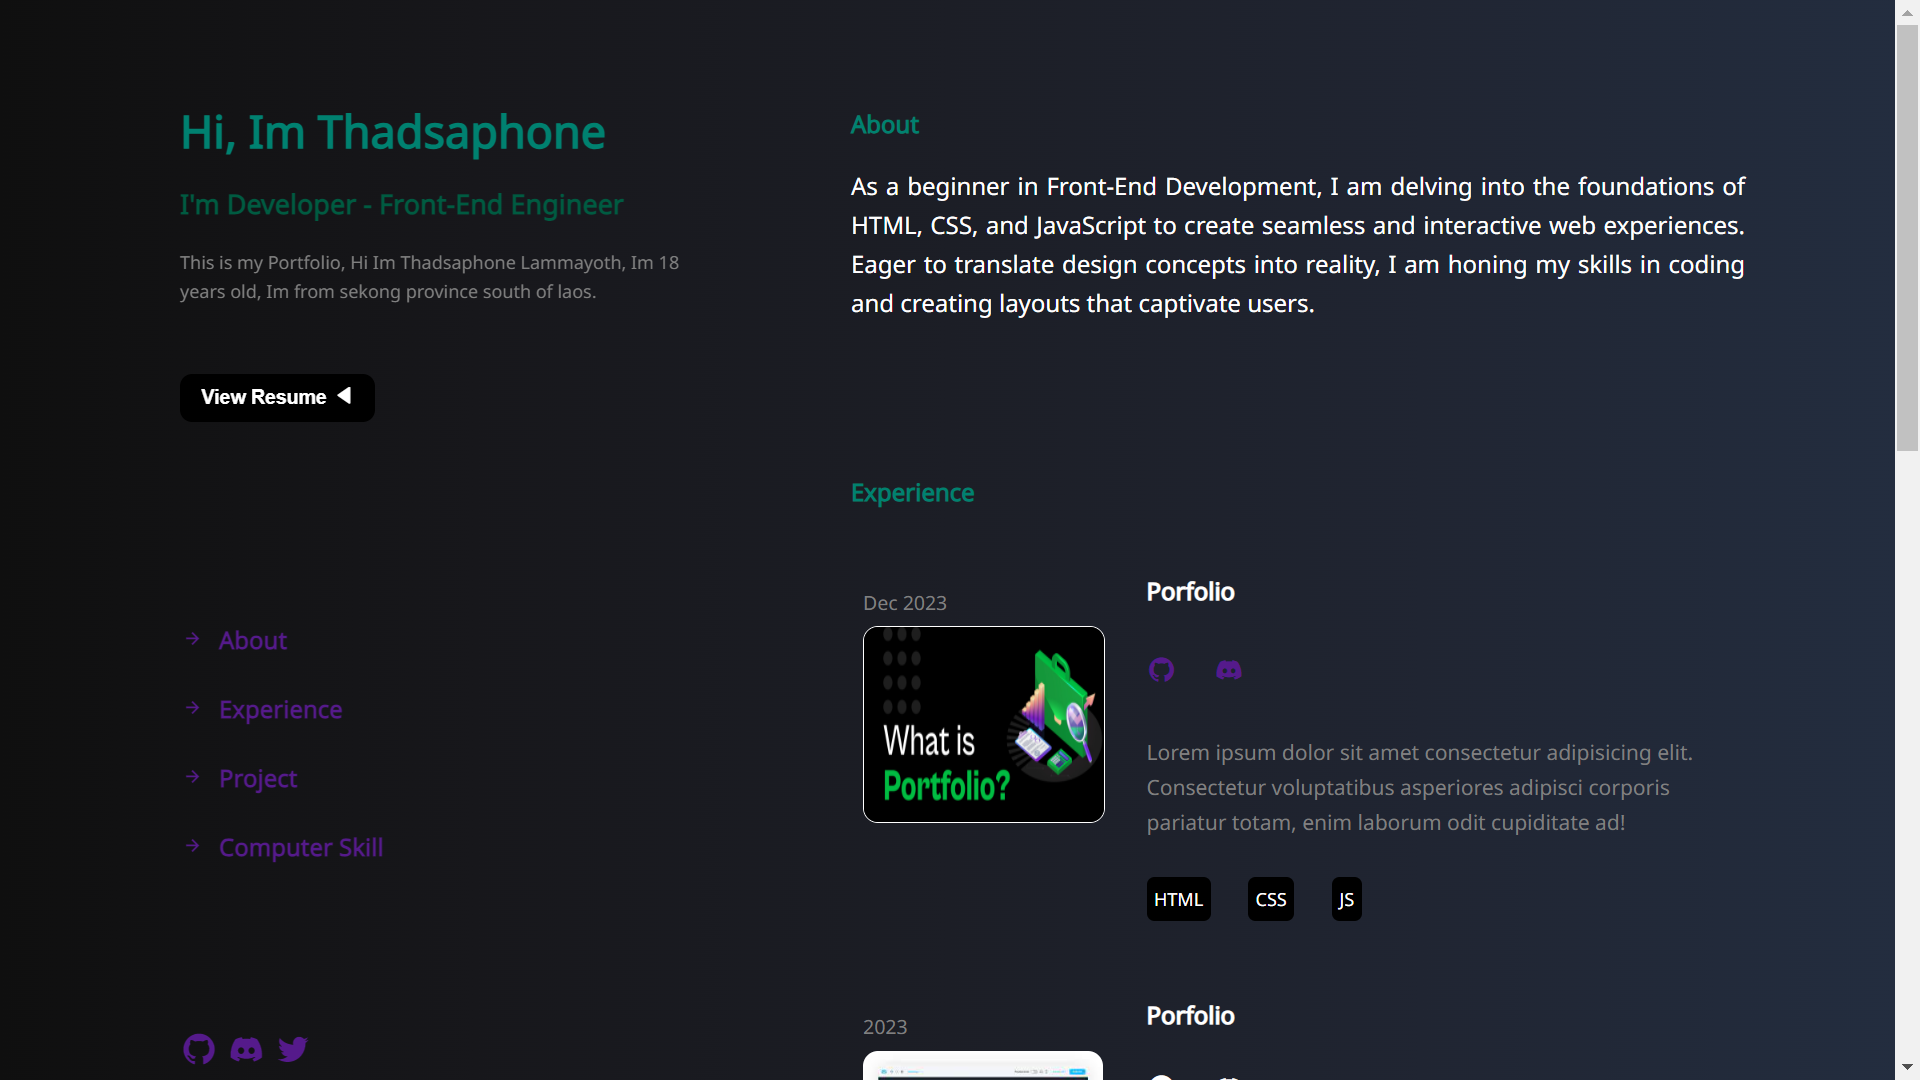 Hi, Im Thadsaphone
I'm Developer - Front-End Engineer
This is my Portfolio, Hi Im Thadsaphone Lammayoth, Im 18
years old, Im from sekong province south of laos.
View Resume
About
Experience
Project
Computer Skill
About
As a beginner in Front-End Development, I am delving into the foundations of
HTML, CSS, and JavaScript to create seamless and interactive web experiences.
Eager to translate design concepts into reality, I am honing my skills in coding
and creating layouts that captivate users.
Experience
Dec 2023
What is
Portfolio?
Porfolio
Lorem ipsum dolor sit amet consectetur adipisicing elit.
Consectetur voluptatibus asperiores adipisci corporis
pariatur totam, enim laborum odit cupiditate ad!
HTML CSS JS
2023
Porfolio